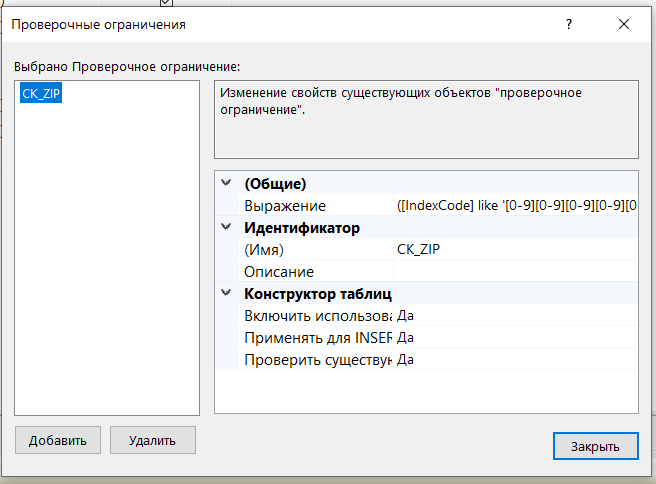 Проверочные ограничения
?
Выбрано Проверочное ограничение:
CK_ZIP
Изменение свойств существующих объектов "проверочное
ограничение".
(Общие)
Выражение ([IndexCode] like '[0-9][0-9][0-9][0-9][0
Идентификатор
(Имя) CK_ZIP
Описание
Конструктор таблиц
Включить использова Да
Применять для INSER Да
Проверить существую Да
Добавить
Удалить
Закрыть